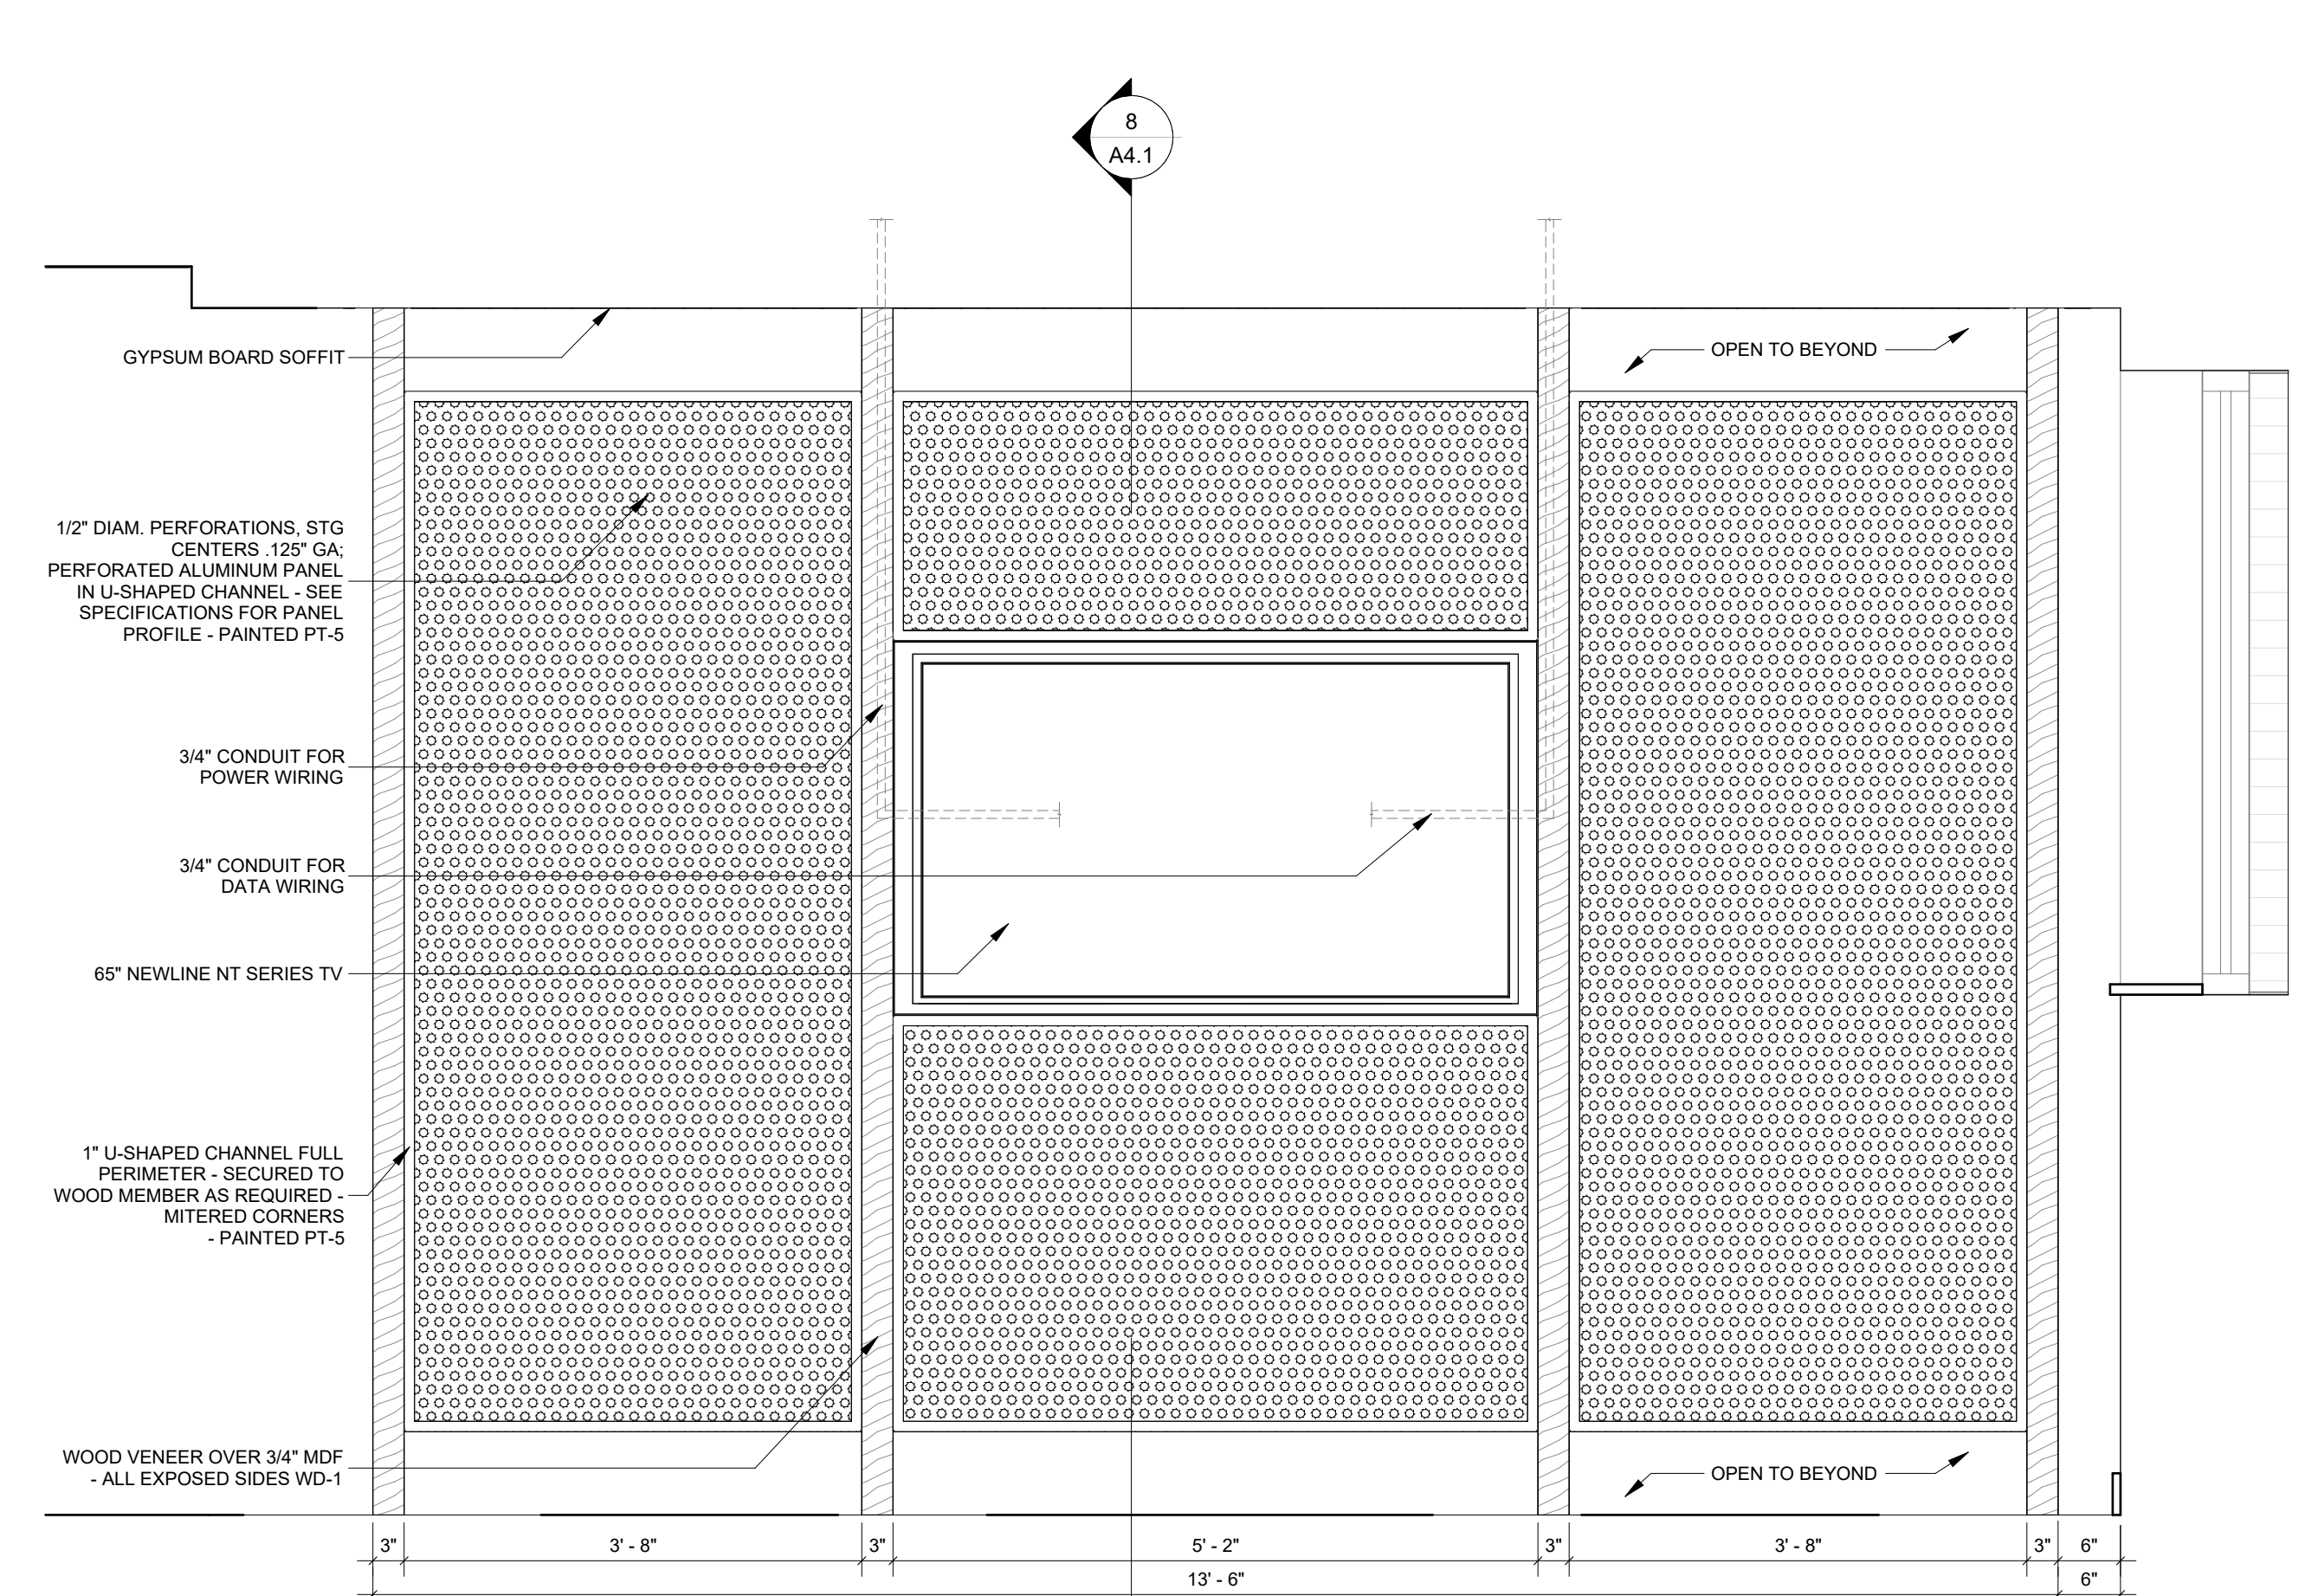 8
A4.1
GYPSUM BOARD SOFFIT
OPEN TO BEYOND
1/2" DIAM. PERFORATIONS, STG
CENTERS .125" GA;
PERFORATED ALUMINUM PANEL
IN U-SHAPED CHANNEL - SEE
SPECIFICATIONS FOR PANEL
PROFILE - PAINTED PT-5
3/4" CONDUIT FOR
POWER WIRING
3/4" CONDUIT FOR
DATA WIRING
65" NEWLINE NT SERIES TV
1" U-SHAPED CHANNEL FULL
PERIMETER - SECURED TO
WOOD MEMBER AS REQUIRED -
MITERED CORNERS
- PAINTED PT-5
WOOD VENEER OVER 3/4" MDF
- ALL EXPOSED SIDES WD-1
OPEN TO BEYOND
3" 3' - 8" 3" 5' - 2" 3" 3' - 8" 3" 6"
13' - 6" 6"